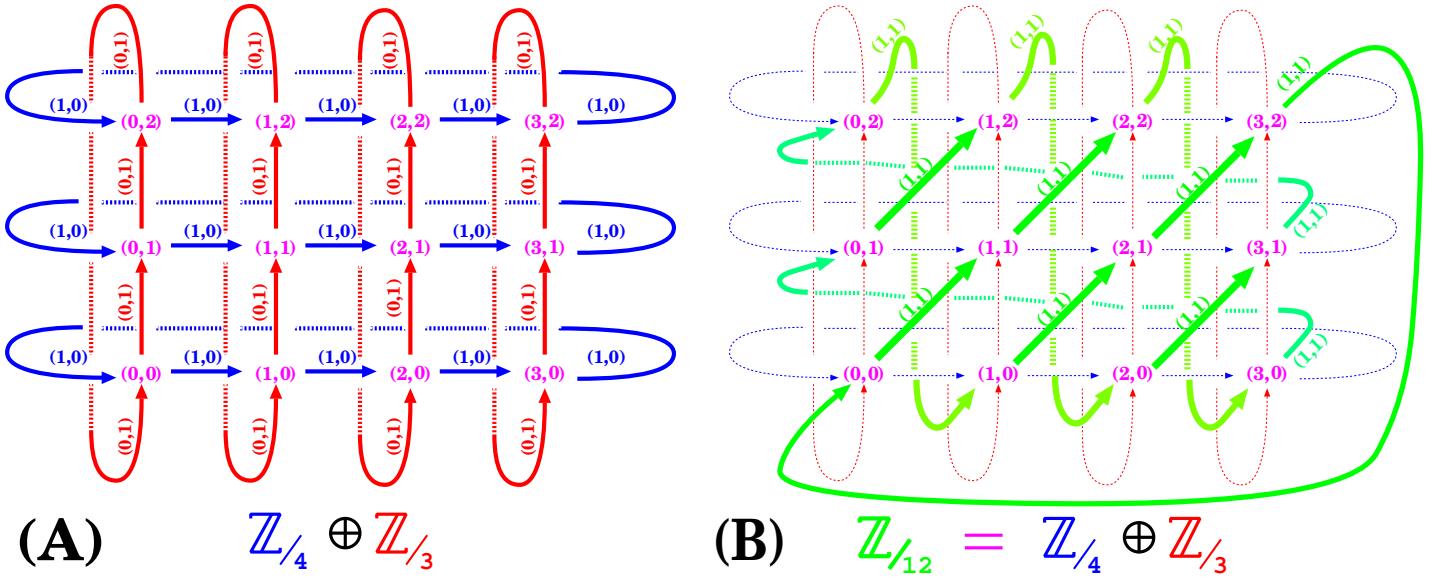 (0,1) (0,1) (0,1) (0,1)
(1,0) (1,0) (1,0) (1,0) (1,0)
(0,2) (1,2) (2,2) (3,2)
(0,1) (0,1) (0,1) (0,1)
(1,0) (1,0) (1,0) (1,0) (1,0)
(0,1) (1,1) (2,1) (3,1)
(0,1) (0,1) (0,1) (0,1)
(1,0) (1,0) (1,0) (1,0) (1,0)
(0,0) (1,0) (2,0) (3,0)
(0,1) (0,1) (0,1) (0,1)
(A) ℤ/4 ⊕ ℤ/3
(1,1) (1,1) (1,1)
(1,1)
(0,2) (1,2) (2,2) (3,2)
(1,1) (1,1) (1,1)
(1,1)
(0,1) (1,1) (2,1) (3,1)
(1,1) (1,1) (1,1)
(1,1)
(0,0) (1,0) (2,0) (3,0)
(B) ℤ/12 = ℤ/4 ⊕ ℤ/3